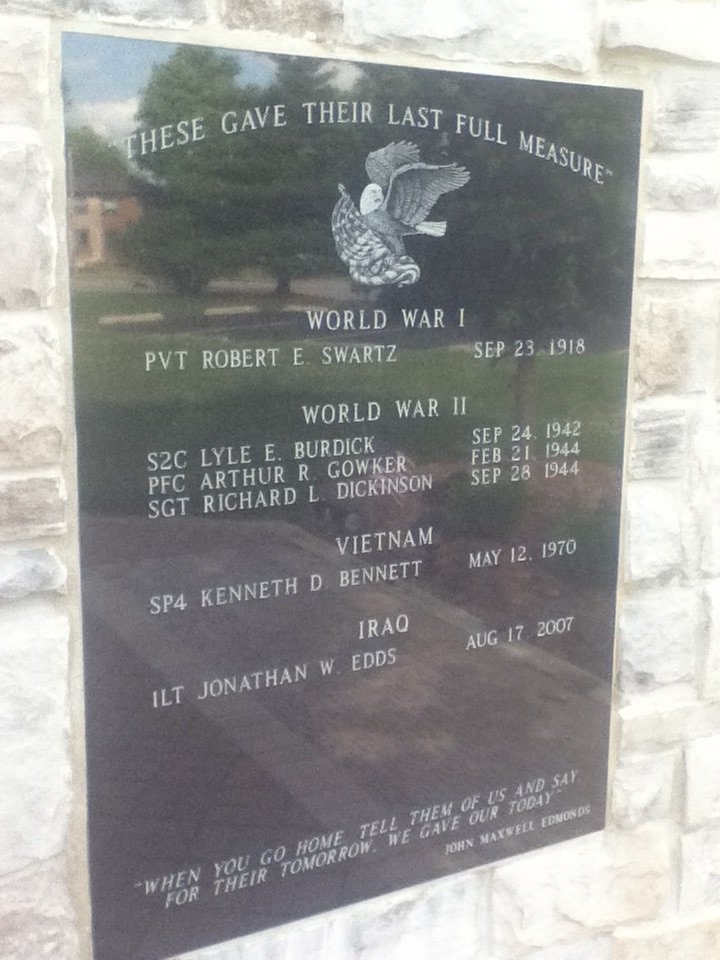 "THESE GAVE THEIR LAST FULL MEASURE"
WORLD WAR I
PVT ROBERT E. SWARTZ SEP 23, 1918
WORLD WAR II
S2C LYLE E. BURDICK SEP 24, 1942
PFC ARTHUR R. GOWKER FEB 21, 1944
SGT RICHARD L. DICKINSON SEP 28, 1944
VIETNAM
SP4 KENNETH D. BENNETT MAY 12, 1970
IRAQ
1LT JONATHAN W. EDDS AUG 17, 2007
"WHEN YOU GO HOME, TELL THEM OF US AND SAY
FOR THEIR TOMORROW, WE GAVE OUR TODAY"
JOHN MAXWELL EDMONDS